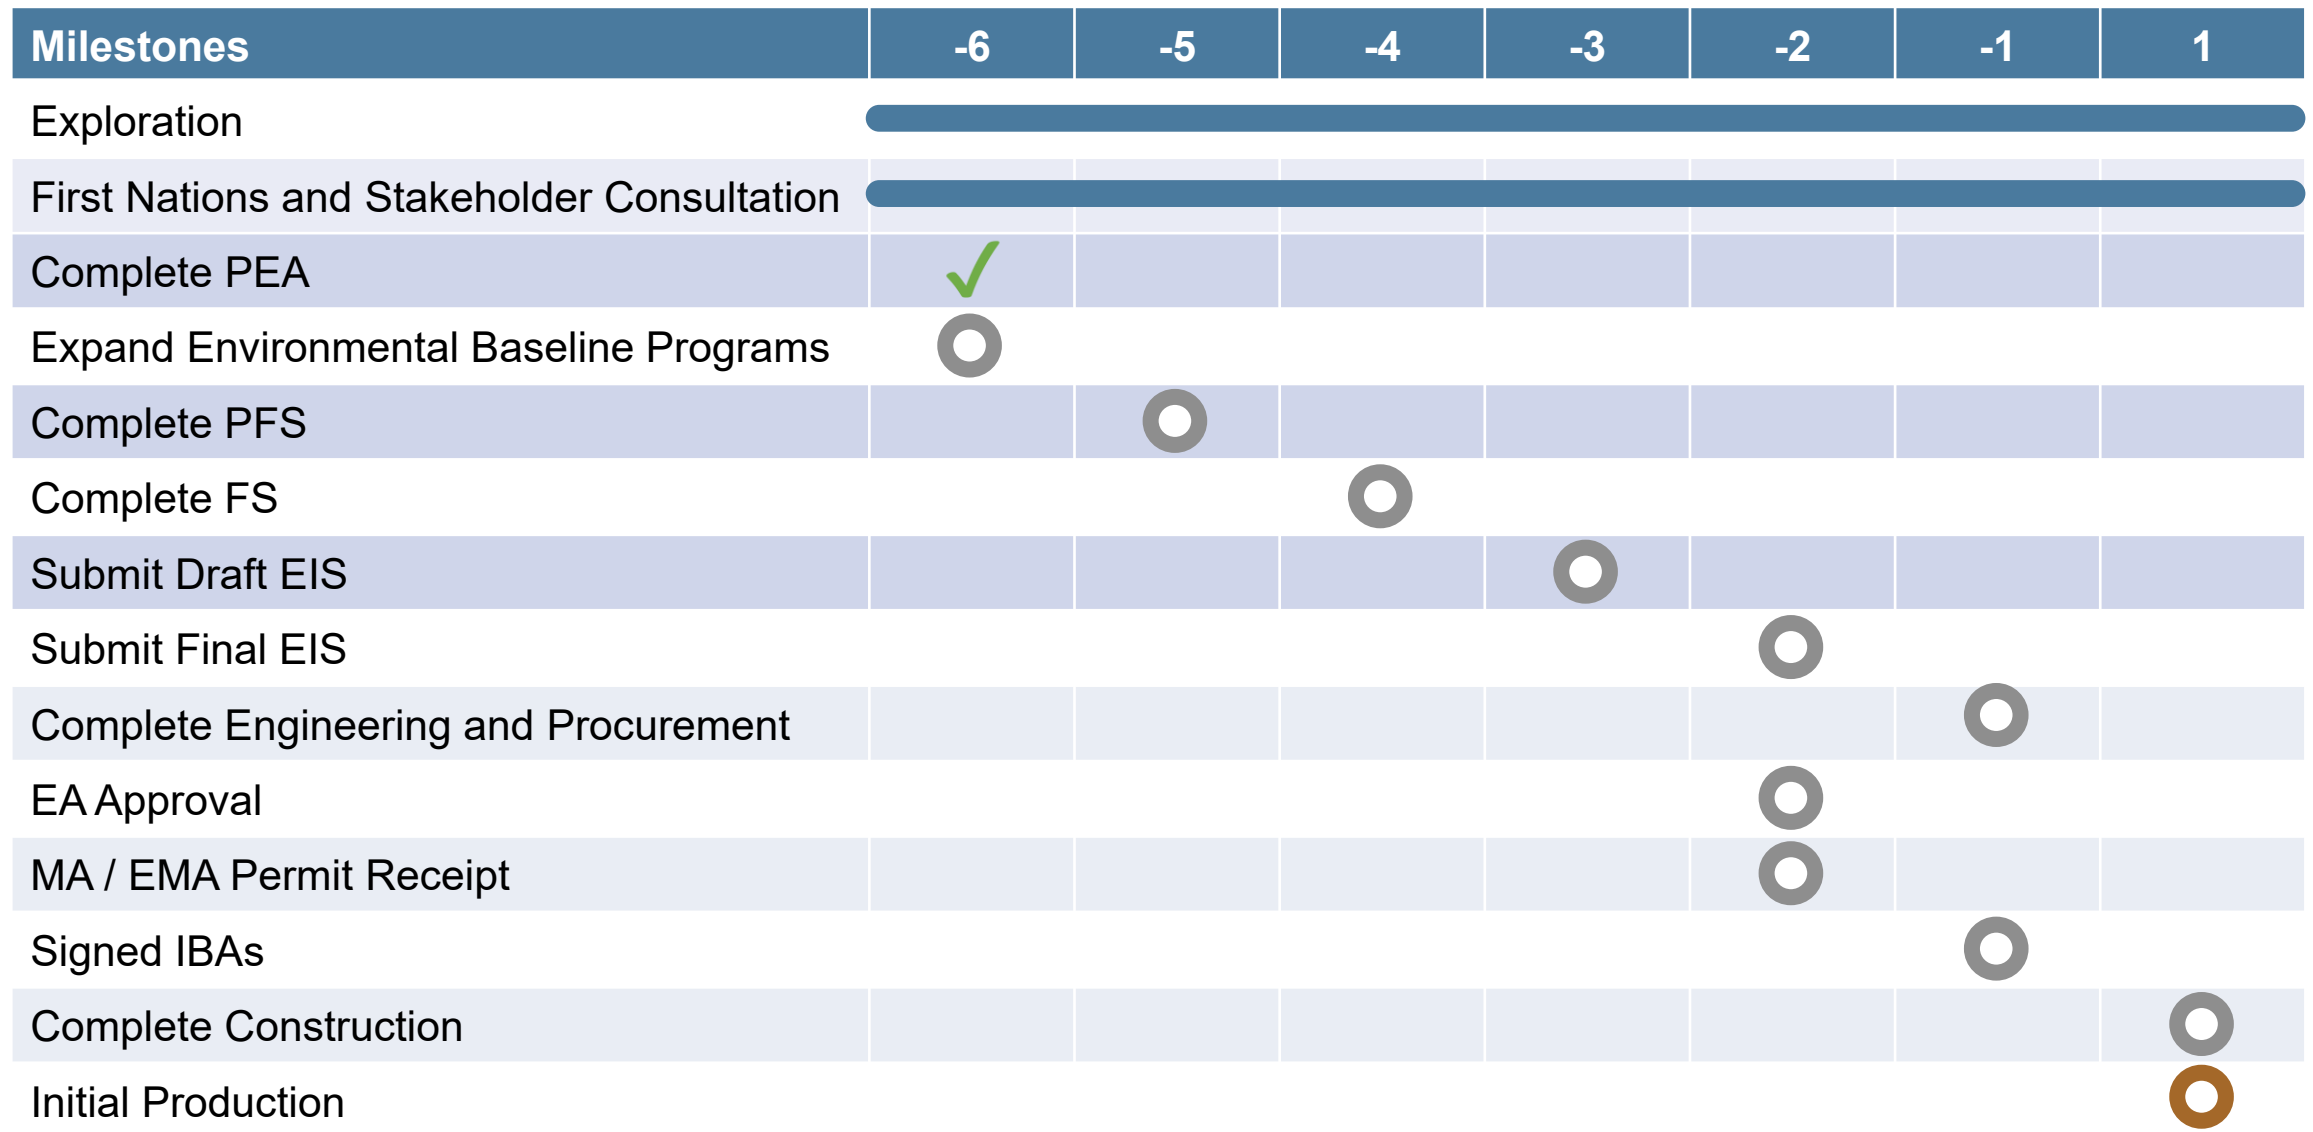 Milestones -6 -5 -4 -3 -2 -1 1
Exploration
First Nations and Stakeholder Consultation
Complete PEA
Expand Environmental Baseline Programs
Complete PFS
Complete FS
Submit Draft EIS
Submit Final EIS
Complete Engineering and Procurement
EA Approval
MA / EMA Permit Receipt
Signed IBAs
Complete Construction
Initial Production